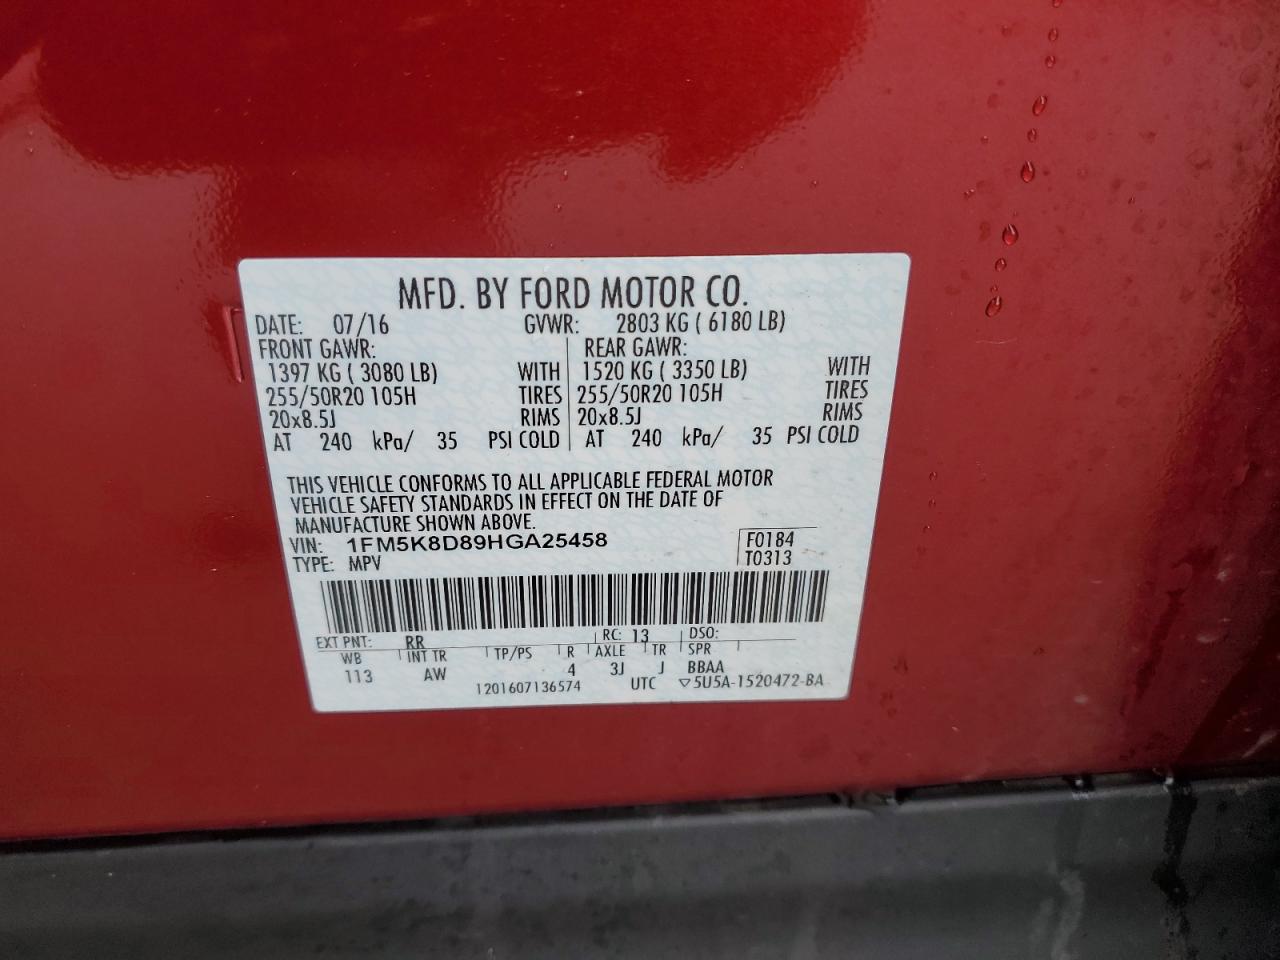 MFD. BY FORD MOTOR CO.
DATE: 07/16 GVWR: 2803 KG ( 6180 LB)
FRONT GAWR: REAR GAWR:
1397 KG ( 3080 LB) WITH 1520 KG ( 3350 LB) WITH
255/50R20 105H TIRES 255/50R20 105H TIRES
20x8.5J RIMS 20x8.5J RIMS
AT 240 kPa/ 35 PSI COLD AT 240 kPa/ 35 PSI COLD
THIS VEHICLE CONFORMS TO ALL APPLICABLE FEDERAL MOTOR
VEHICLE SAFETY STANDARDS IN EFFECT ON THE DATE OF
MANUFACTURE SHOWN ABOVE.
VIN: 1FM5K8D89HGA25458 F0184
TYPE: MPV T0313
EXT PNT: RR RC: 13 DSO:
WB INT TR TP/PS R AXLE TR SPR
113 AW 4 3J J BBAA
1201607136574 UTC ▽5U5A-1520472-BA